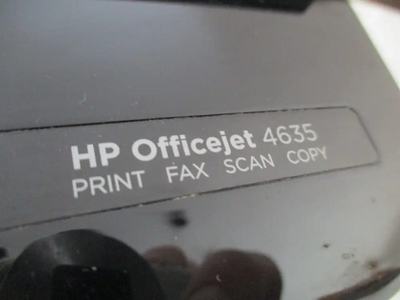 HP Officejet 4635
PRINT FAX SCAN COPY